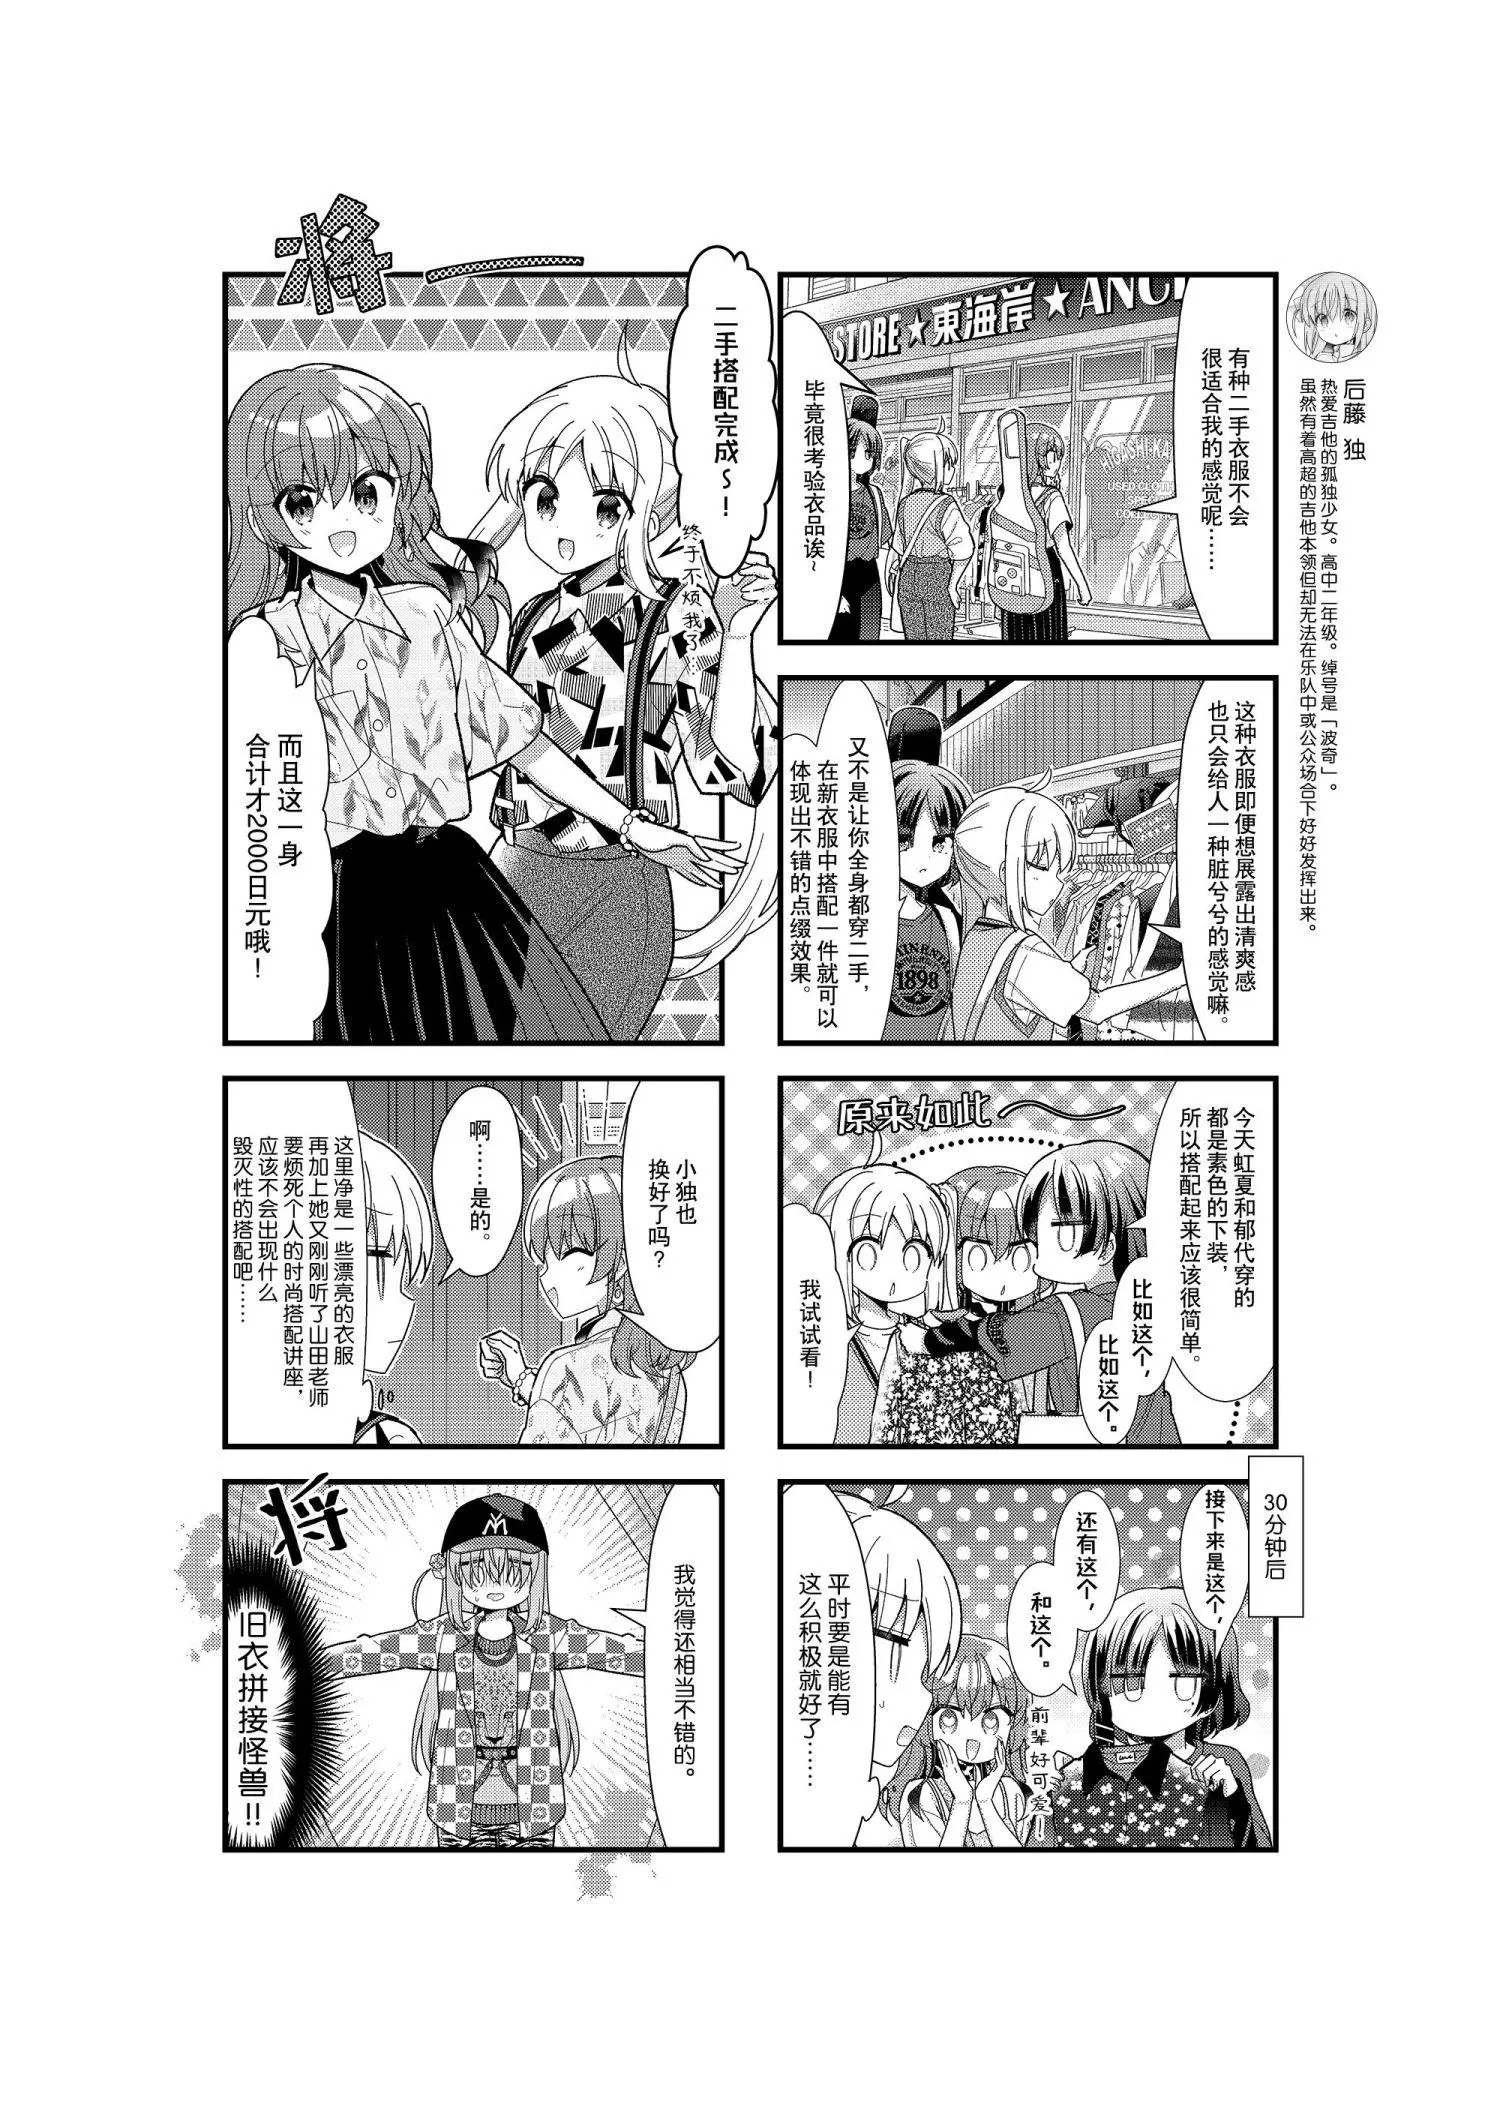 后藤 独
热爱吉他的孤独少女。高中二年级。绰号是「波奇」。
虽然有着高超的吉他本领但却无法在乐队中或公众场合下好好发挥出来。
STORE★東海岸★ANC
USED CLOTH
有种二手衣服不会
很适合我的感觉呢……
毕竟很考验衣品诶~
这种衣服即便想展露出清爽感
也只会给人一种脏兮兮的感觉嘛。
又不是让你全身都穿二手，
在新衣服中搭配一件就可以
体现出不错的点缀效果。
1898
今天虹夏和郁代穿的
都是素色的下装，
所以搭配起来应该很简单。
原来如此
比如这个，
比如这个。
我试试看！
30分钟后
接下来是这个，
还有这个，
和这个。
前辈好可爱！
平时要是能有
这么积极就好了……
将
二手搭配完成～！
终于不烦我了…
而且这一身
合计才2000日元哦！
小独也
换好了吗？
啊……是的。
这里净是一些漂亮的衣服
再加上她又刚刚听了山田老师
要烦死个人的时尚搭配讲座，
应该不会出现什么
毁灭性的搭配吧……
将
我觉得还相当不错的。
旧衣拼接怪兽！！